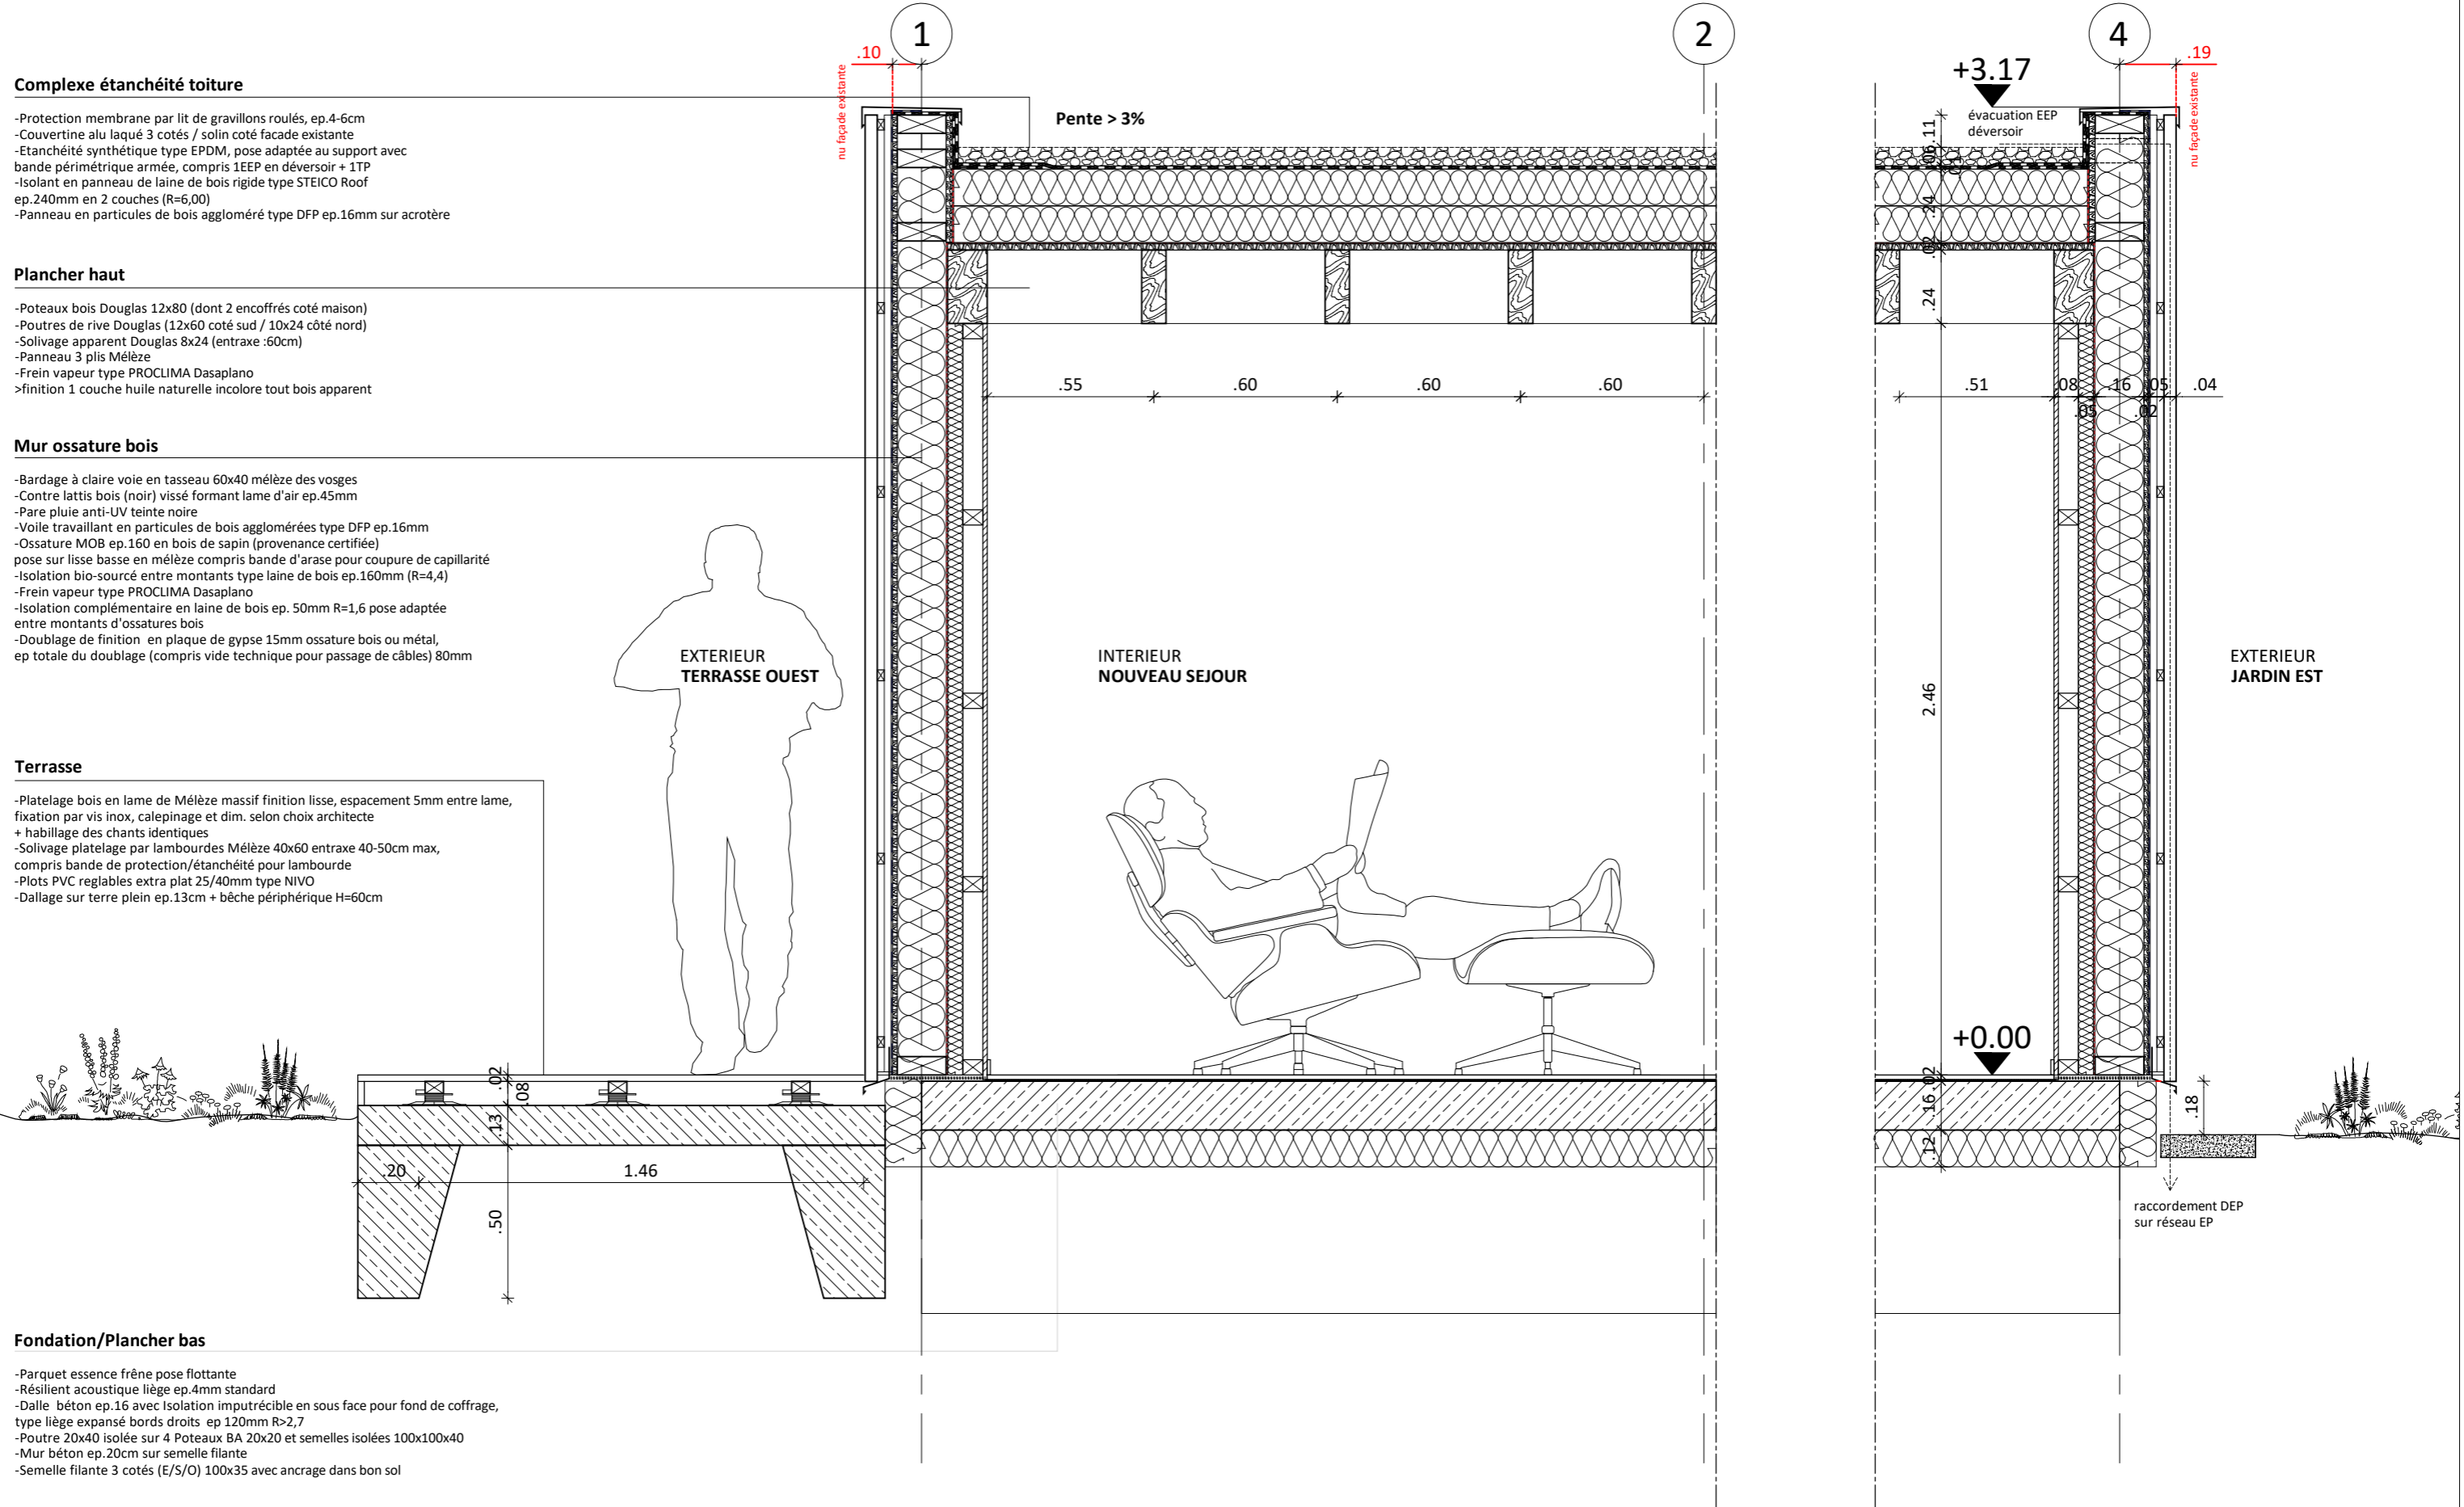 1
2
4
.10
nu façade existante
.19
nu façade existante
+3.17
évacuation EEP
déversoir
Complexe étanchéité toiture
-Protection membrane par lit de gravillons roulés, ep.4-6cm
-Couvertine alu laqué 3 cotés / solin coté facade existante
-Etanchéité synthétique type EPDM, pose adaptée au support avec
bande périmétrique armée, compris 1EEP en déversoir + 1TP
-Isolant en panneau de laine de bois rigide type STEICO Roof
ep.240mm en 2 couches (R=6,00)
-Panneau en particules de bois aggloméré type DFP ep.16mm sur acrotère
Pente > 3%
.11
.06
.01
.24
.02
.24
Plancher haut
-Poteaux bois Douglas 12x80 (dont 2 encoffrés coté maison)
-Poutres de rive Douglas (12x60 coté sud / 10x24 côté nord)
-Solivage apparent Douglas 8x24 (entraxe :60cm)
-Panneau 3 plis Mélèze
-Frein vapeur type PROCLIMA Dasaplano
>finition 1 couche huile naturelle incolore tout bois apparent
.55
.60
.60
.60
.51
.08
.05
.16
.02
.05
.04
Mur ossature bois
-Bardage à claire voie en tasseau 60x40 mélèze des vosges
-Contre lattis bois (noir) vissé formant lame d'air ep.45mm
-Pare pluie anti-UV teinte noire
-Voile travaillant en particules de bois agglomérées type DFP ep.16mm
-Ossature MOB ep.160 en bois de sapin (provenance certifiée)
pose sur lisse basse en mélèze compris bande d'arase pour coupure de capillarité
-Isolation bio-sourcé entre montants type laine de bois ep.160mm (R=4,4)
-Frein vapeur type PROCLIMA Dasaplano
-Isolation complémentaire en laine de bois ep. 50mm R=1,6 pose adaptée
entre montants d'ossatures bois
-Doublage de finition en plaque de gypse 15mm ossature bois ou métal,
ep totale du doublage (compris vide technique pour passage de câbles) 80mm
EXTERIEUR
TERRASSE OUEST
INTERIEUR
NOUVEAU SEJOUR
2.46
EXTERIEUR
JARDIN EST
Terrasse
-Platelage bois en lame de Mélèze massif finition lisse, espacement 5mm entre lame,
fixation par vis inox, calepinage et dim. selon choix architecte
+ habillage des chants identiques
-Solivage platelage par lambourdes Mélèze 40x60 entraxe 40-50cm max,
compris bande de protection/étanchéité pour lambourde
-Plots PVC reglables extra plat 25/40mm type NIVO
-Dallage sur terre plein ep.13cm + bêche périphérique H=60cm
+0.00
.02
.08
.13
.50
.20
1.46
.02
.16
.12
.18
raccordement DEP
sur réseau EP
Fondation/Plancher bas
-Parquet essence frêne pose flottante
-Résilient acoustique liège ep.4mm standard
-Dalle béton ep.16 avec Isolation imputrécible en sous face pour fond de coffrage,
type liège expansé bords droits ep 120mm R>2,7
-Poutre 20x40 isolée sur 4 Poteaux BA 20x20 et semelles isolées 100x100x40
-Mur béton ep.20cm sur semelle filante
-Semelle filante 3 cotés (E/S/O) 100x35 avec ancrage dans bon sol